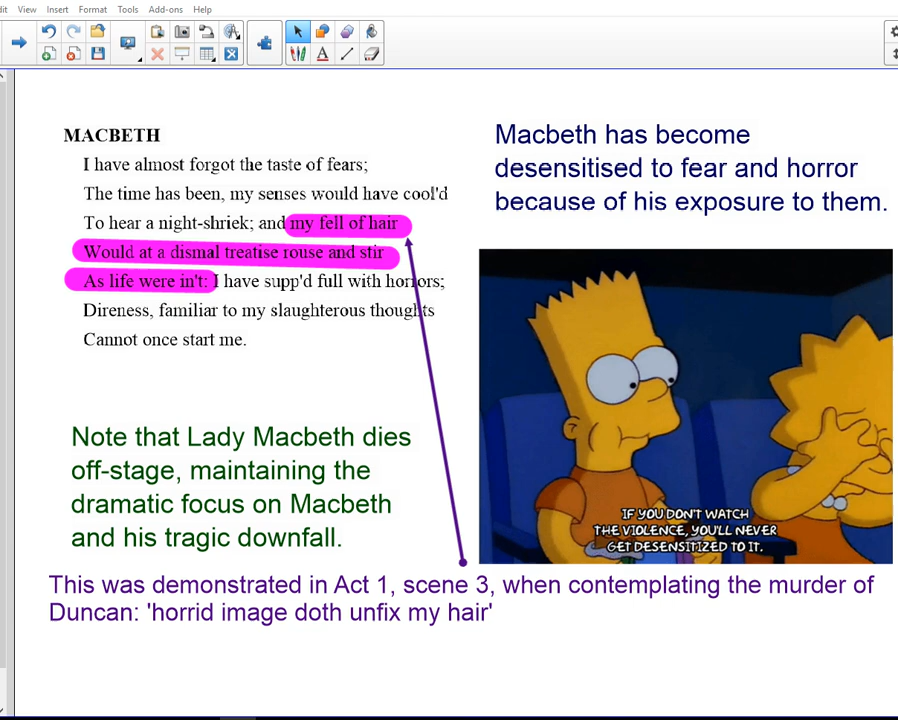 dit View Insert Format Tools Add-ons Help
MACBETH
I have almost forgot the taste of fears;
The time has been, my senses would have cool'd
To hear a night-shriek; and my fell of hair
Would at a dismal treatise rouse and stir
As life were in't: I have supp'd full with horrors;
Direness, familiar to my slaughterous thoughts
Cannot once start me.
Macbeth has become
desensitised to fear and horror
because of his exposure to them.
IF YOU DON'T WATCH
THE VIOLENCE, YOU'LL NEVER
GET DESENSITIZED TO IT.
Note that Lady Macbeth dies
off-stage, maintaining the
dramatic focus on Macbeth
and his tragic downfall.
This was demonstrated in Act 1, scene 3, when contemplating the murder of
Duncan: 'horrid image doth unfix my hair'